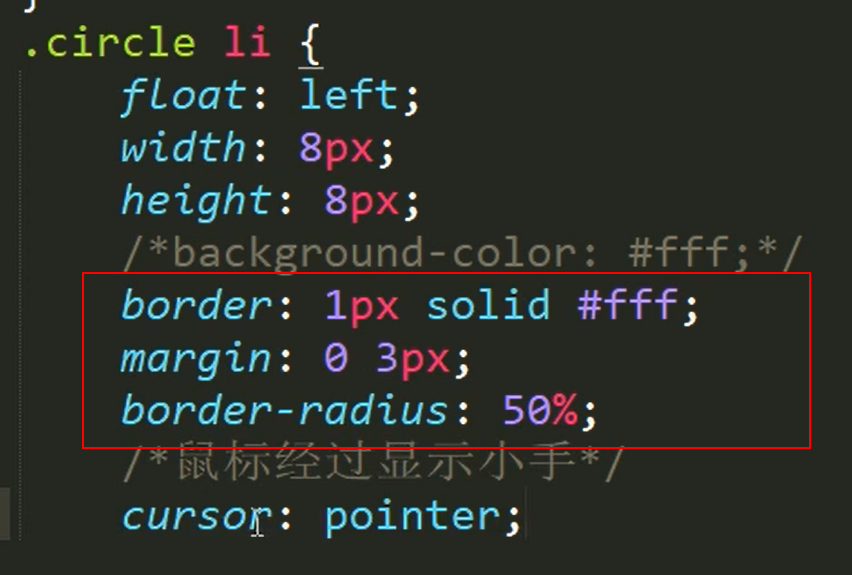 }
.circle li {
float: left;
width: 8px;
height: 8px;
/*background-color: #fff;*/
border: 1px solid #fff;
margin: 0 3px;
border-radius: 50%;
/*鼠标经过显示小手*/
cursor: pointer;